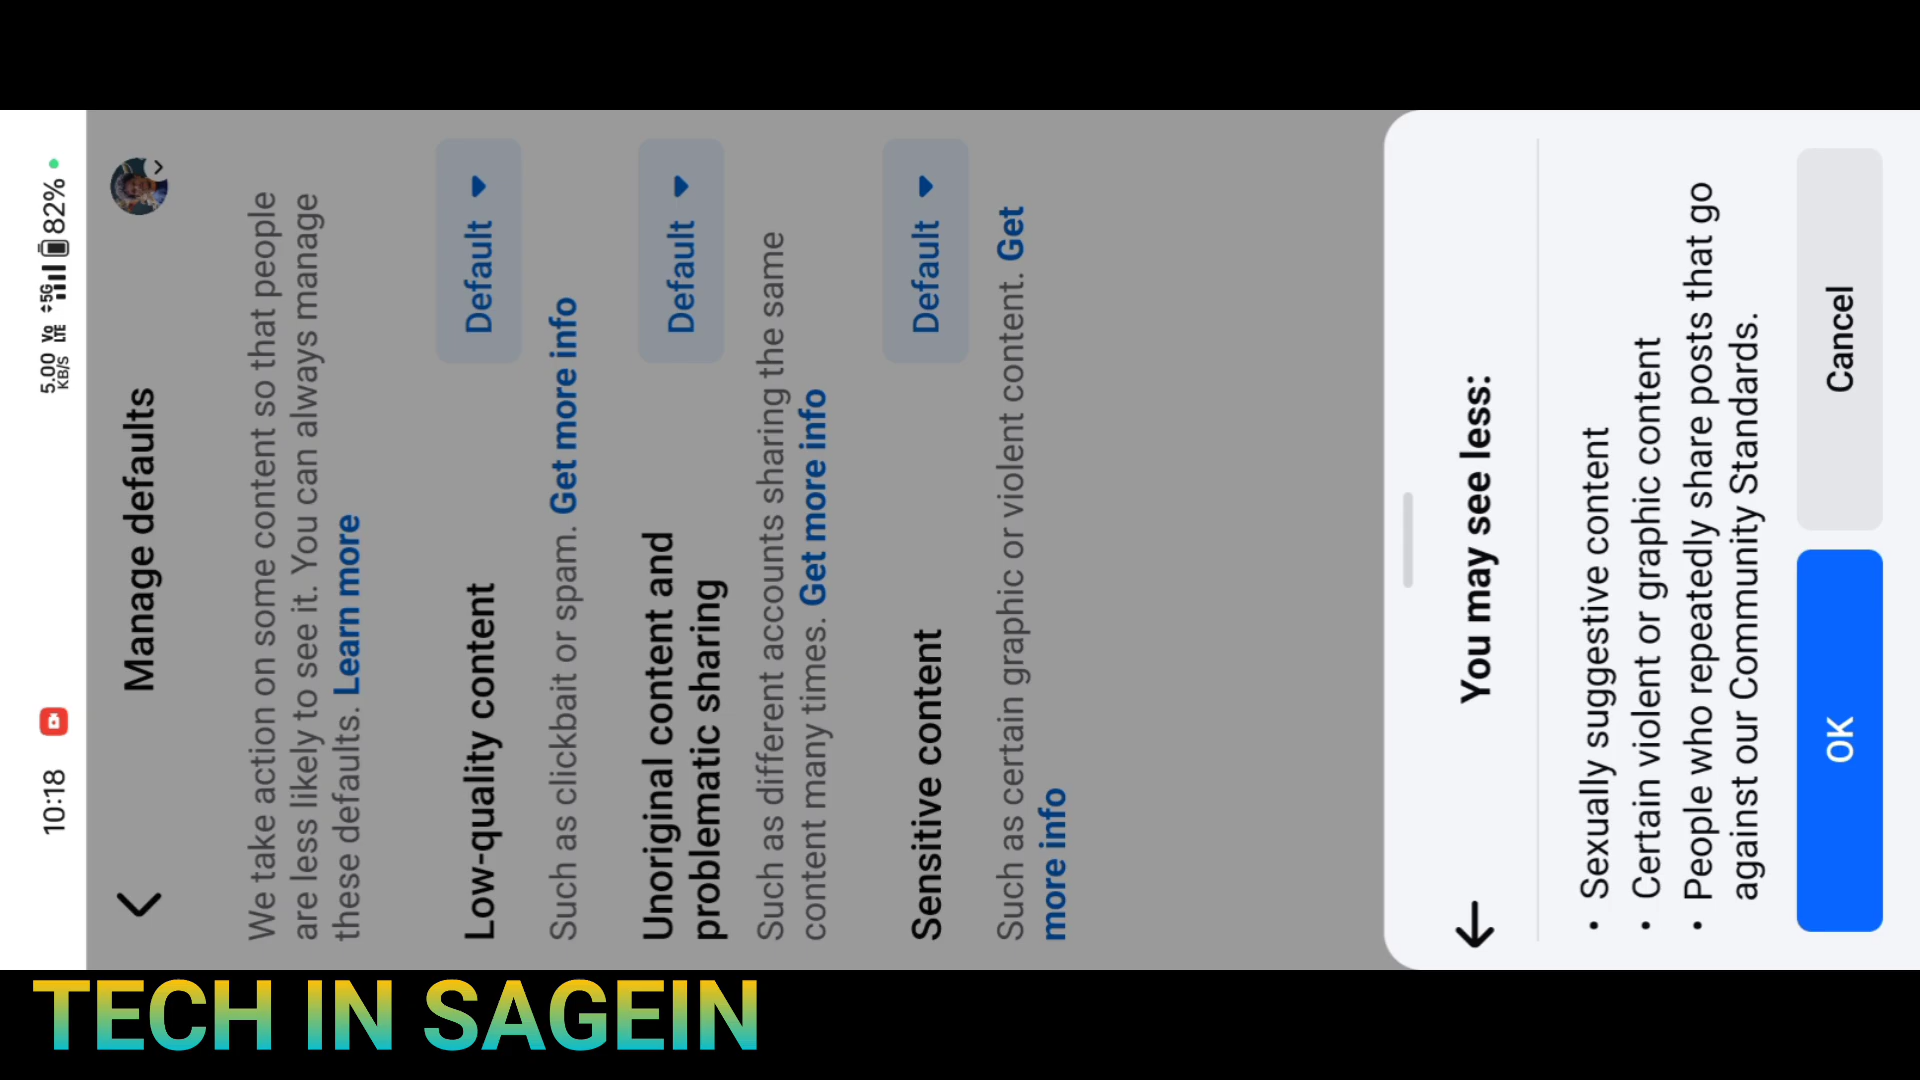 10:18
5.00 KB/S Vo LTE 5G 82%
Manage defaults
We take action on some content so that people
are less likely to see it. You can always manage
these defaults. Learn more
Low-quality content
Default
Such as clickbait or spam. Get more info
Unoriginal content and
problematic sharing
Default
Such as different accounts sharing the same
content many times. Get more info
Sensitive content
Default
Such as certain graphic or violent content. Get
more info
You may see less:
• Sexually suggestive content
• Certain violent or graphic content
• People who repeatedly share posts that go
against our Community Standards.
OK
Cancel
TECH IN SAGEIN